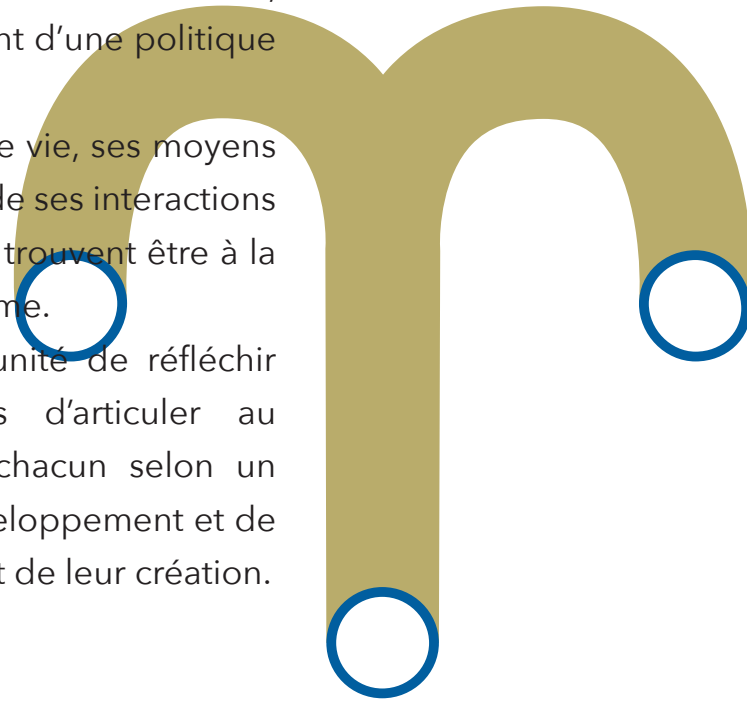 nt d’une politique
e vie, ses moyens
de ses interactions
trouvent être à la
me.
unité de réfléchir
s d’articuler au
chacun selon un
eloppement et de
t de leur création.